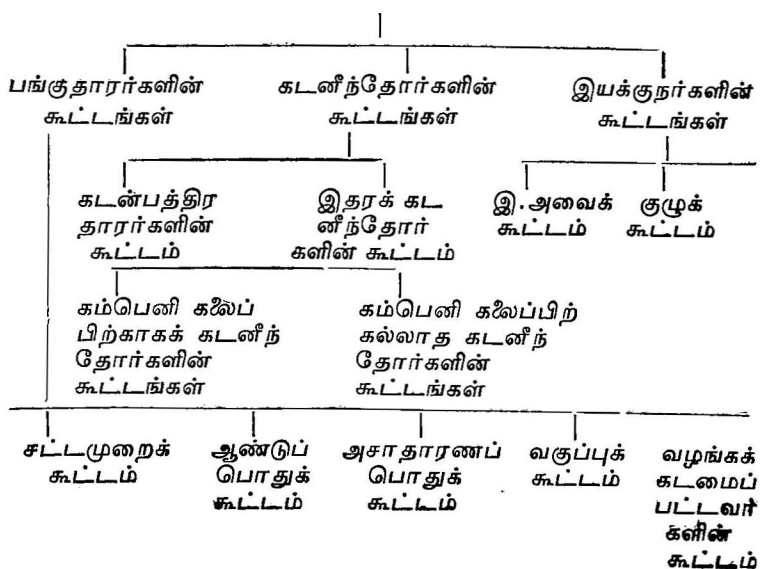 பங்குதாரர்களின்
கூட்டங்கள்
கடனீந்தோர்களின்
கூட்டங்கள்
இயக்குநர்களின்
கூட்டங்கள்
கடன்பத்திர
தாரர்களின்
கூட்டம்
இதரக் கட
னீந்தோர்
களின் கூட்டம்
இ.அவைக்
கூட்டம்
குழுக்
கூட்டம்
கம்பெனி கலைப்
பிற்காகக் கடனீந்
தோர்களின்
கூட்டங்கள்
கம்பெனி கலைப்பிற்
கல்லாத கடனீந்
தோர்களின்
கூட்டங்கள்
சட்டமுறைக்
கூட்டம்
ஆண்டுப்
பொதுக்
கூட்டம்
அசாதாரணப்
பொதுக்
கூட்டம்
வகுப்புக்
கூட்டம்
வழங்கக்
கடமைப்
பட்டவர்
களின்
கூட்டம்